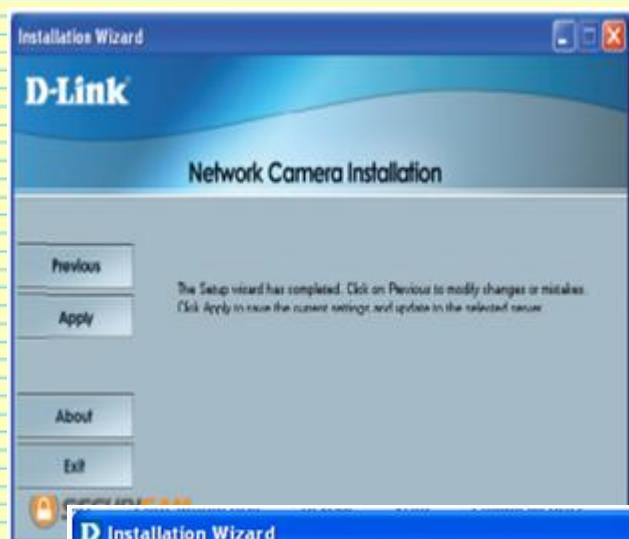 Installation Wizard
D-Link
Network Camera Installation
Previous
The Setup wizard has completed. Click on Previous to modify changes or mistakes.
Click Apply to save the current settings and update to the selected server.
Apply
About
Exit
Installation Wizard